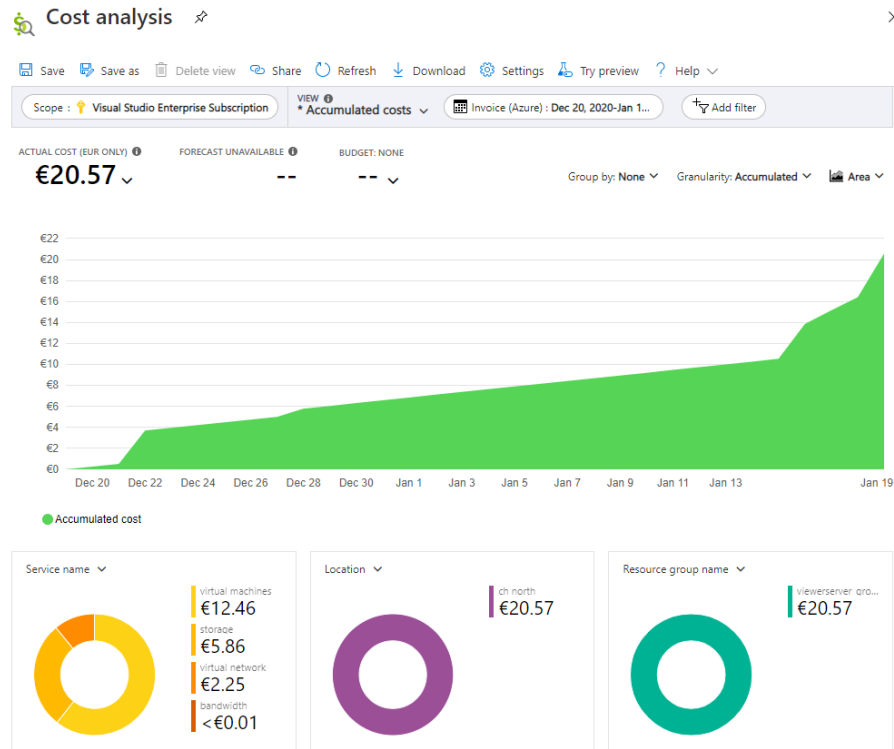 Cost analysis
Save Save as Delete view Share Refresh Download Settings Try preview ? Help
Scope : Visual Studio Enterprise Subscription
VIEW
* Accumulated costs
Invoice (Azure) : Dec 20, 2020-Jan 1...
Add filter
ACTUAL COST (EUR ONLY) FORECAST UNAVAILABLE BUDGET: NONE
€20.57 -- --
Group by: None Granularity: Accumulated Area
€22
€20
€18
€16
€14
€12
€10
€8
€6
€4
€2
€0
Dec 20 Dec 22 Dec 24 Dec 26 Dec 28 Dec 30 Jan 1 Jan 3 Jan 5 Jan 7 Jan 9 Jan 11 Jan 13 Jan 19
Accumulated cost
Service name
virtual machines
€12.46
storage
€5.86
virtual network
€2.25
bandwidth
<€0.01
Location
ch north
€20.57
Resource group name
viewerserver_gro...
€20.57